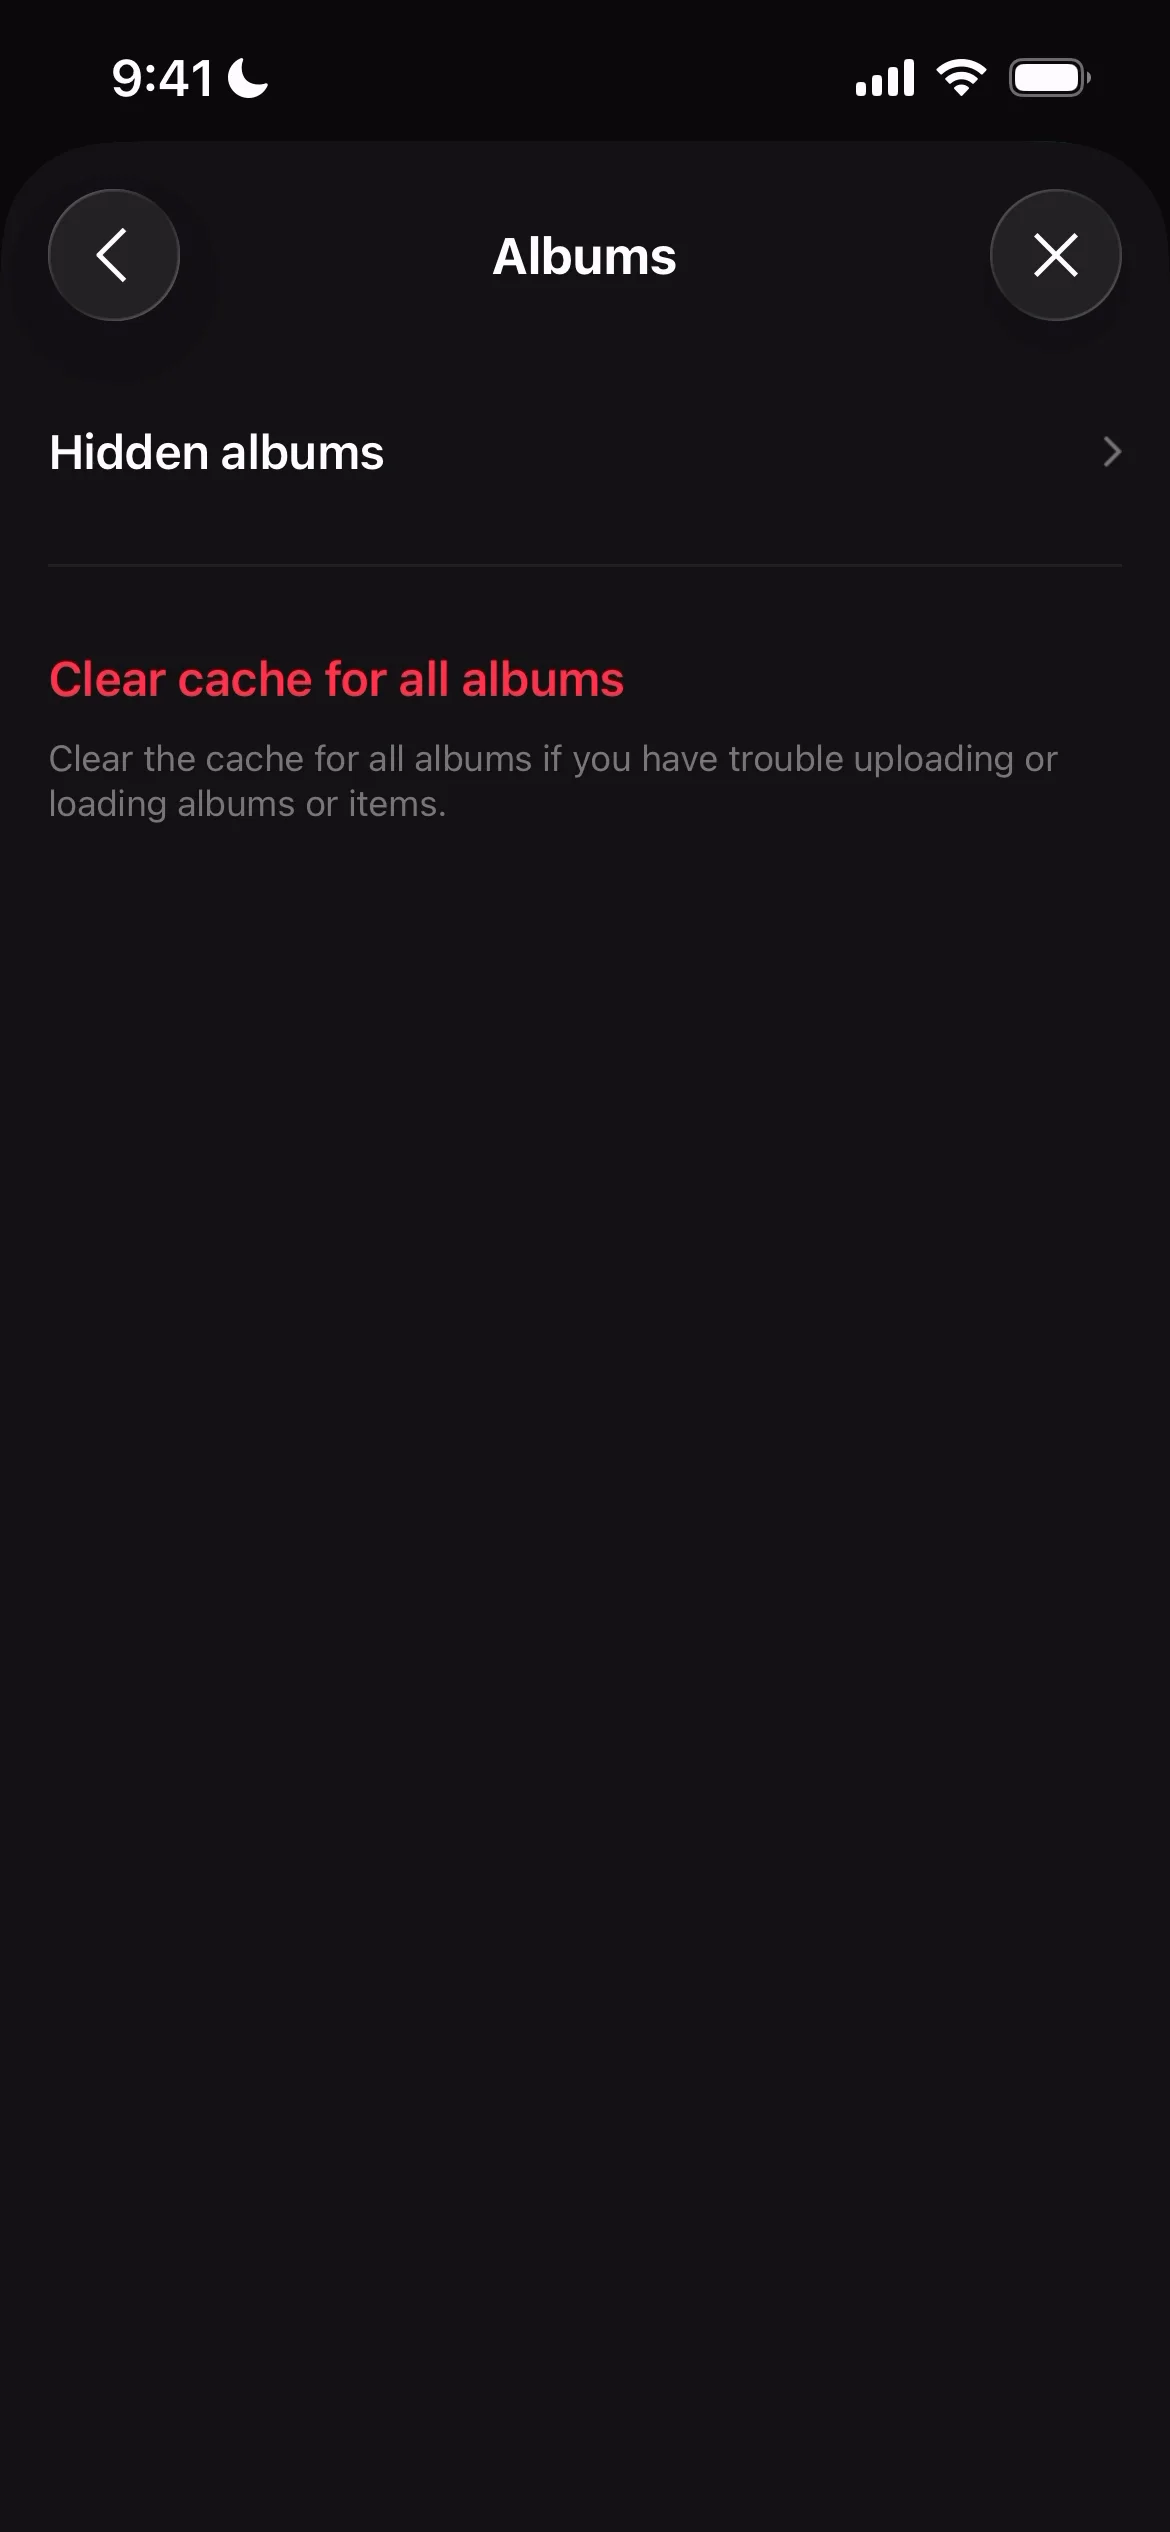 9:41
Albums
Hidden albums
Clear cache for all albums
Clear the cache for all albums if you have trouble uploading or
loading albums or items.